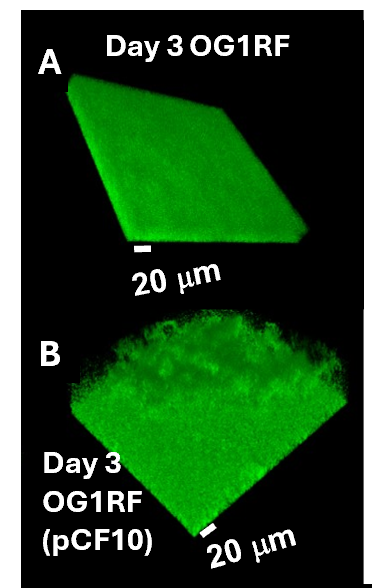 A
Day 3 OG1RF
20 μm
B
Day 3
OG1RF
(pCF10)
20 μm